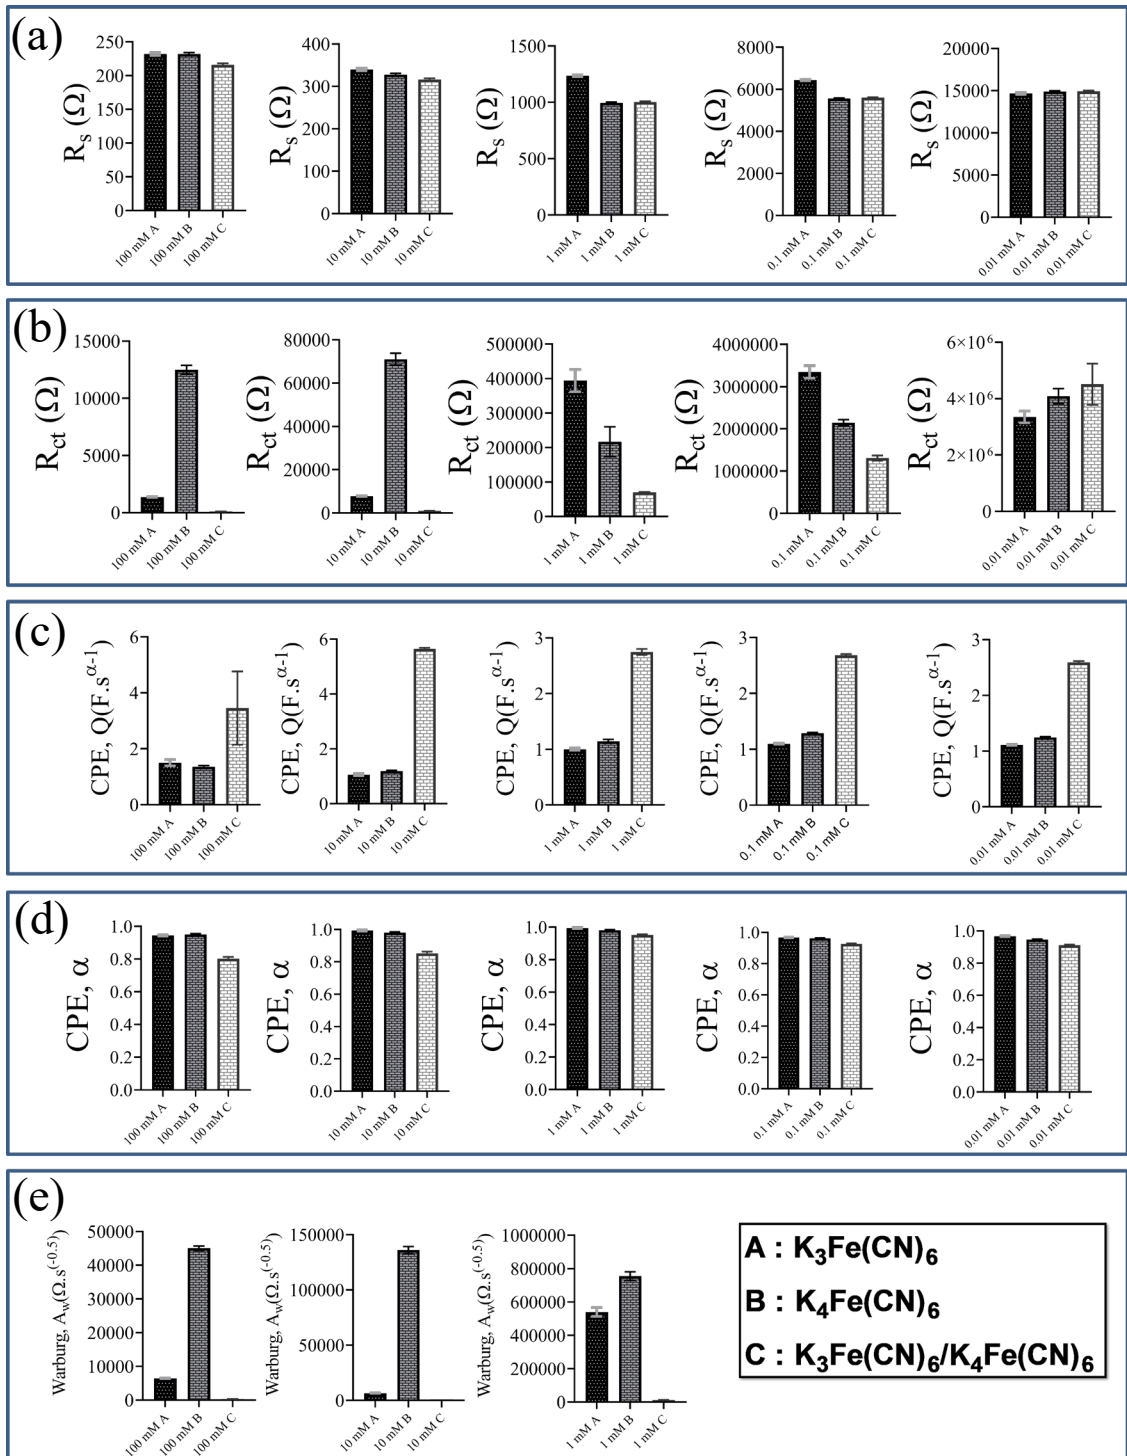 (a)
R_s (Ω)
250
200
150
100
50
0
100 mM A
100 mM B
100 mM C
R_s (Ω)
400
300
200
100
0
10 mM A
10 mM B
10 mM C
R_s (Ω)
1500
1000
500
0
1 mM A
1 mM B
1 mM C
R_s (Ω)
8000
6000
4000
2000
0
0.1 mM A
0.1 mM B
0.1 mM C
R_s (Ω)
20000
15000
10000
5000
0
0.01 mM A
0.01 mM B
0.01 mM C
(b)
R_ct (Ω)
15000
10000
5000
0
100 mM A
100 mM B
100 mM C
R_ct (Ω)
80000
60000
40000
20000
0
10 mM A
10 mM B
10 mM C
R_ct (Ω)
500000
400000
300000
200000
100000
0
1 mM A
1 mM B
1 mM C
R_ct (Ω)
4000000
3000000
2000000
1000000
0
0.1 mM A
0.1 mM B
0.1 mM C
R_ct (Ω)
6×10⁶
4×10⁶
2×10⁶
0
0.01 mM A
0.01 mM B
0.01 mM C
(c)
CPE, Q(F.s^α-1)
6
4
2
0
100 mM A
100 mM B
100 mM C
CPE, Q(F.s^α-1)
6
4
2
0
10 mM A
10 mM B
10 mM C
CPE, Q(F.s^α-1)
3
2
1
0
1 mM A
1 mM B
1 mM C
CPE, Q(F.s^α-1)
3
2
1
0
0.1 mM A
0.1 mM B
0.1 mM C
CPE, Q(F.s^α-1)
3
2
1
0
0.01 mM A
0.01 mM B
0.01 mM C
(d)
CPE, α
1.0
0.8
0.6
0.4
0.2
0.0
100 mM A
100 mM B
100 mM C
CPE, α
1.0
0.8
0.6
0.4
0.2
0.0
10 mM A
10 mM B
10 mM C
CPE, α
1.0
0.8
0.6
0.4
0.2
0.0
1 mM A
1 mM B
1 mM C
CPE, α
1.0
0.8
0.6
0.4
0.2
0.0
0.1 mM A
0.1 mM B
0.1 mM C
CPE, α
1.0
0.8
0.6
0.4
0.2
0.0
0.01 mM A
0.01 mM B
0.01 mM C
(e)
Warburg, A_w(Ω.s^(-0.5))
50000
40000
30000
20000
10000
0
100 mM A
100 mM B
100 mM C
Warburg, A_w(Ω.s^(-0.5))
150000
100000
50000
0
10 mM A
10 mM B
10 mM C
Warburg, A_w(Ω.s^(-0.5))
1000000
800000
600000
400000
200000
0
1 mM A
1 mM B
1 mM C
A : K₃Fe(CN)₆
B : K₄Fe(CN)₆
C : K₃Fe(CN)₆/K₄Fe(CN)₆